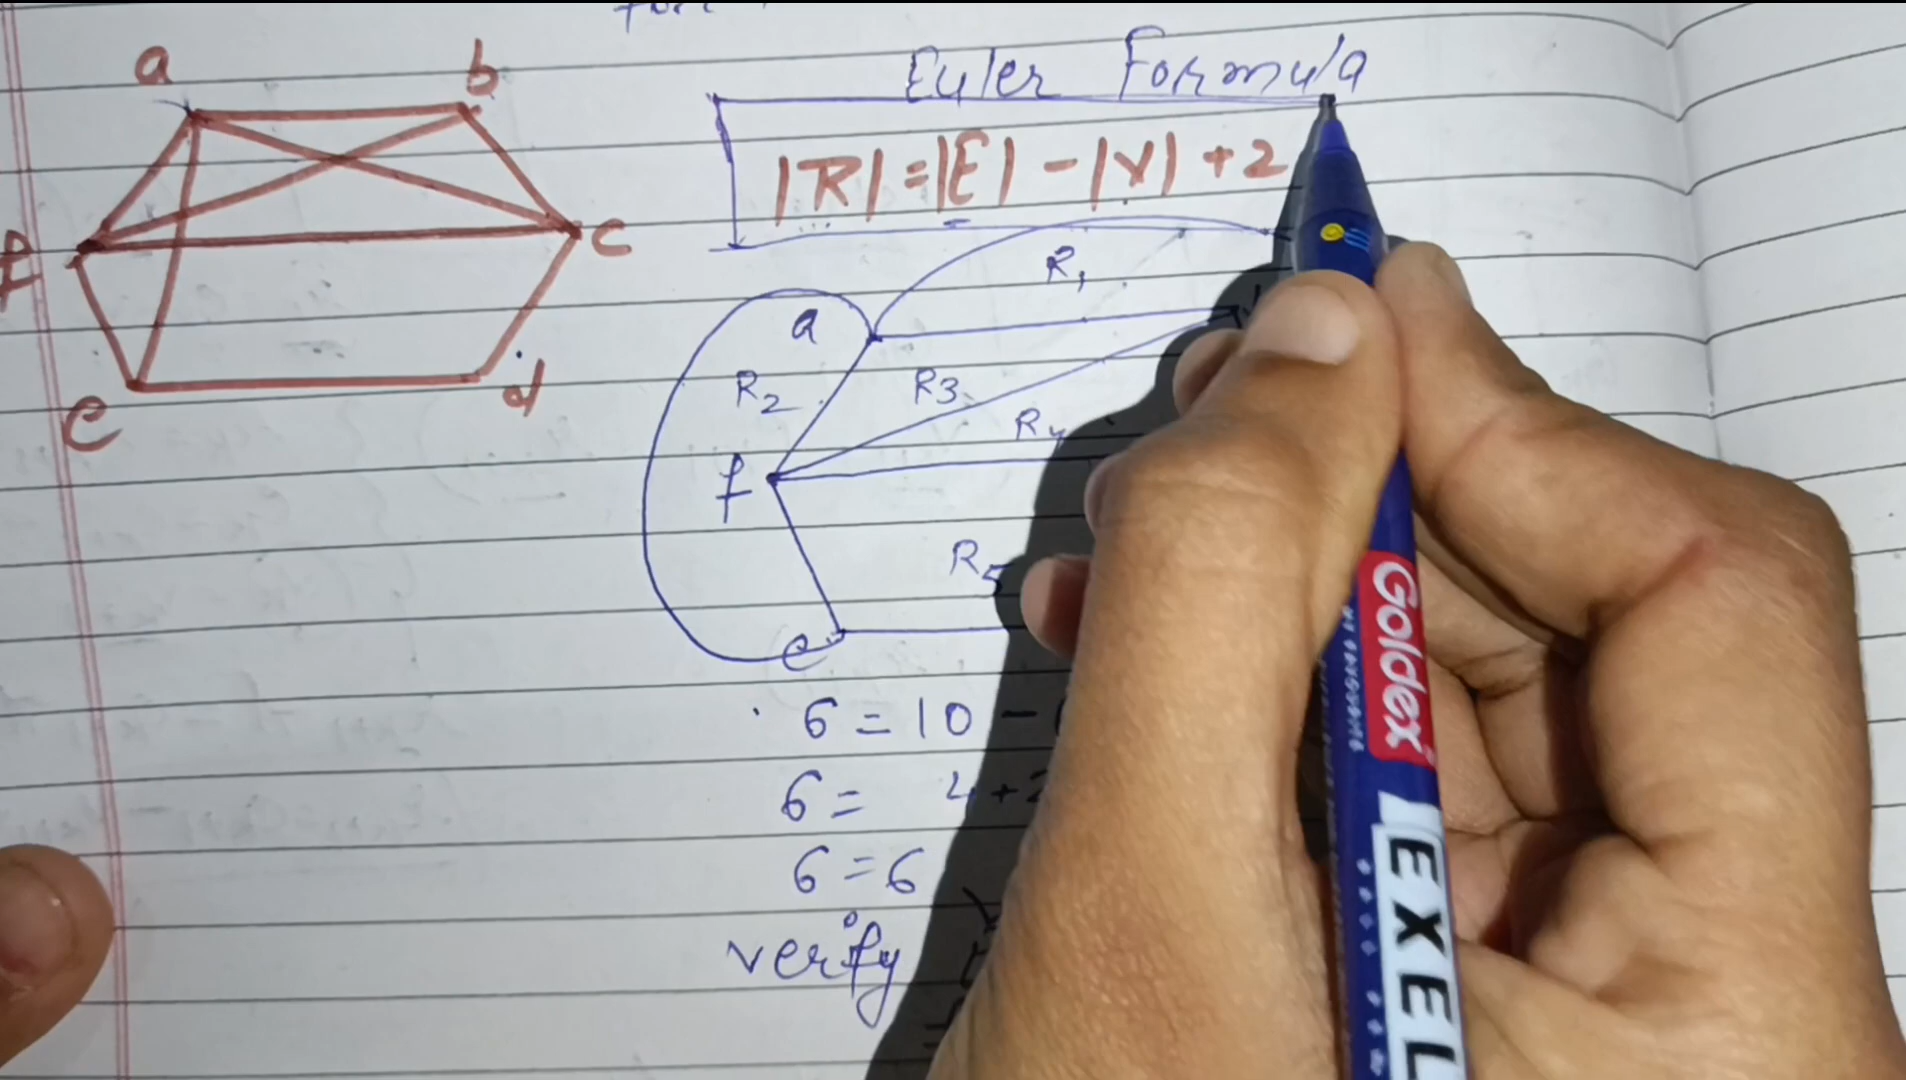 Euler Formula
a b
|R| = |E| - |V| + 2
f c
R1
a
R2 R3
R4
e d
f
R5
e
6 = 10 -
6 = 4 + 2
6 = 6
verify
Goldex
EXEL